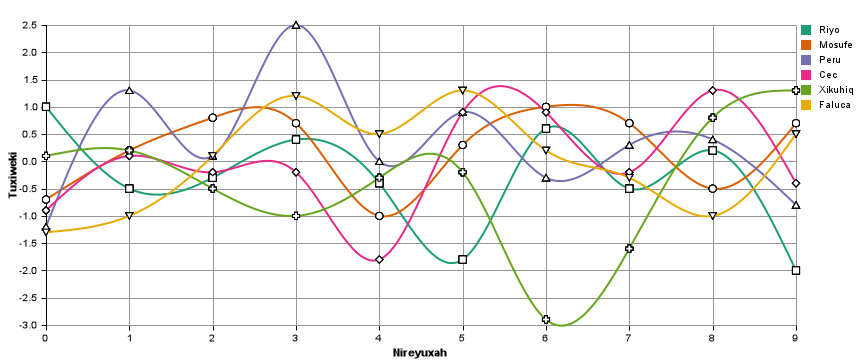 2.5
2.0
1.5
1.0
0.5
0.0
-0.5
-1.0
-1.5
-2.0
-2.5
-3.0
Tuxiweki
0 1 2 3 4 5 6 7 8 9
Nireyuxah
Riyo
Mosufe
Peru
Cec
Xikuhiq
Faluca